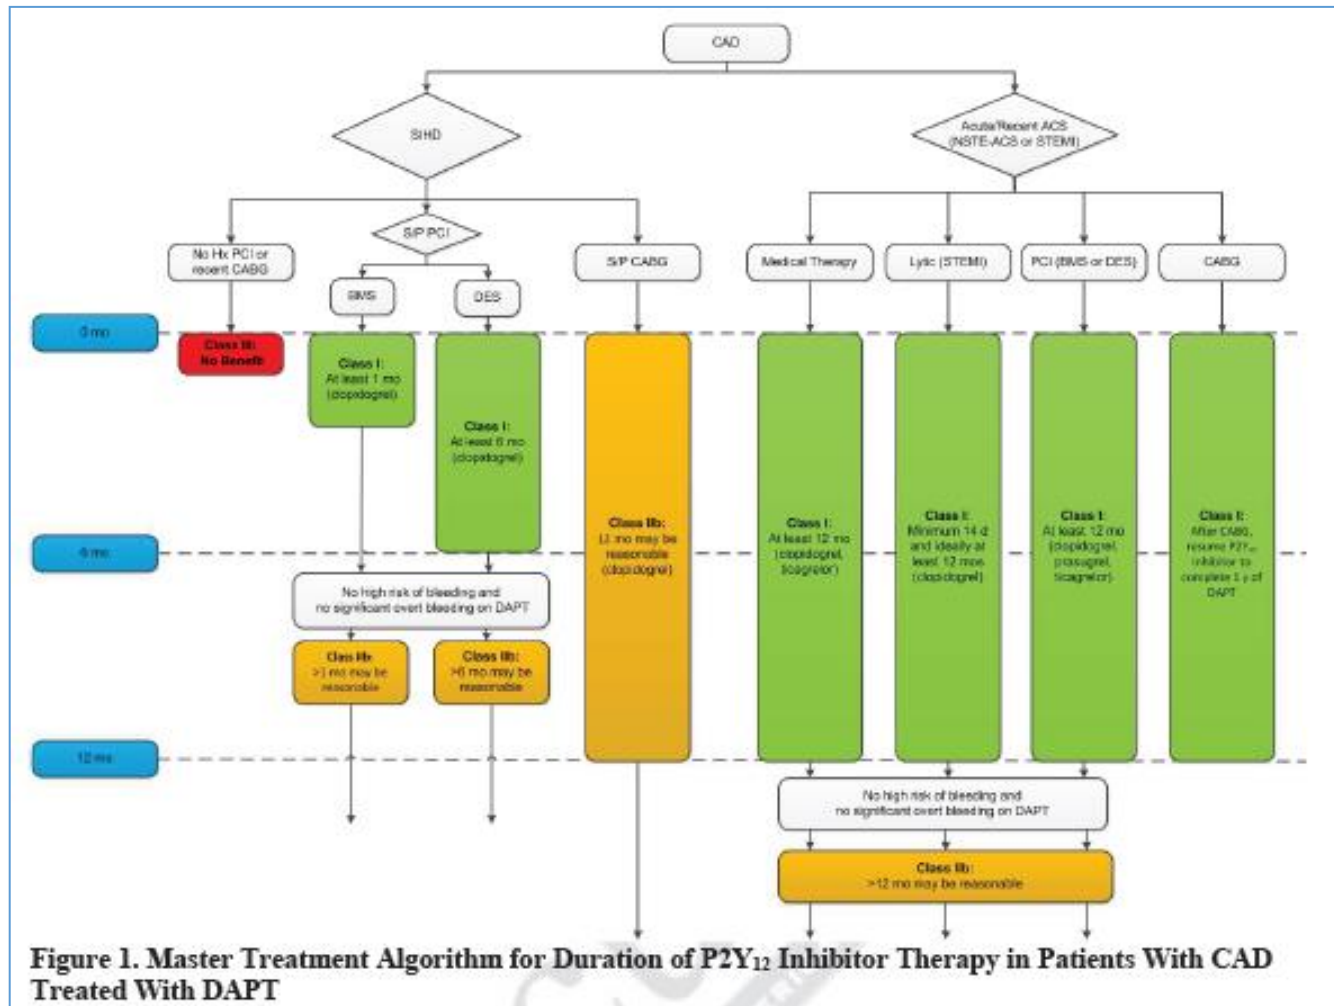 CAD
SIHD
Acute/Recent ACS
(NSTE-ACS or STEMI)
S/P PCI
No Hx PCI or
recent CABG
S/P CABG
Medical Therapy
Lytic (STEMI)
PCI (BMS or DES)
CABG
BMS
DES
0 mo
Class III:
No Benefit
Class I:
At least 1 mo
(clopidogrel)
Class I:
At least 6 mo
(clopidogrel)
Class IIb:
12 mo may be
reasonable
(clopidogrel)
Class I:
At least 12 mo
(clopidogrel,
ticagrelor)
Class I:
Minimum 14 d
and ideally at
least 12 mos
(clopidogrel)
Class I:
At least 12 mo
(clopidogrel,
prasugrel,
ticagrelor)
Class I:
After CABG,
resume P2Y₁₂
inhibitor to
complete 1 y of
DAPT
6 mo
No high risk of bleeding and
no significant overt bleeding on DAPT
Class IIb:
>1 mo may be
reasonable
Class IIb:
>6 mo may be
reasonable
12 mo
No high risk of bleeding and
no significant overt bleeding on DAPT
Class IIb:
>12 mo may be reasonable
Figure 1. Master Treatment Algorithm for Duration of P2Y₁₂ Inhibitor Therapy in Patients With CAD
Treated With DAPT